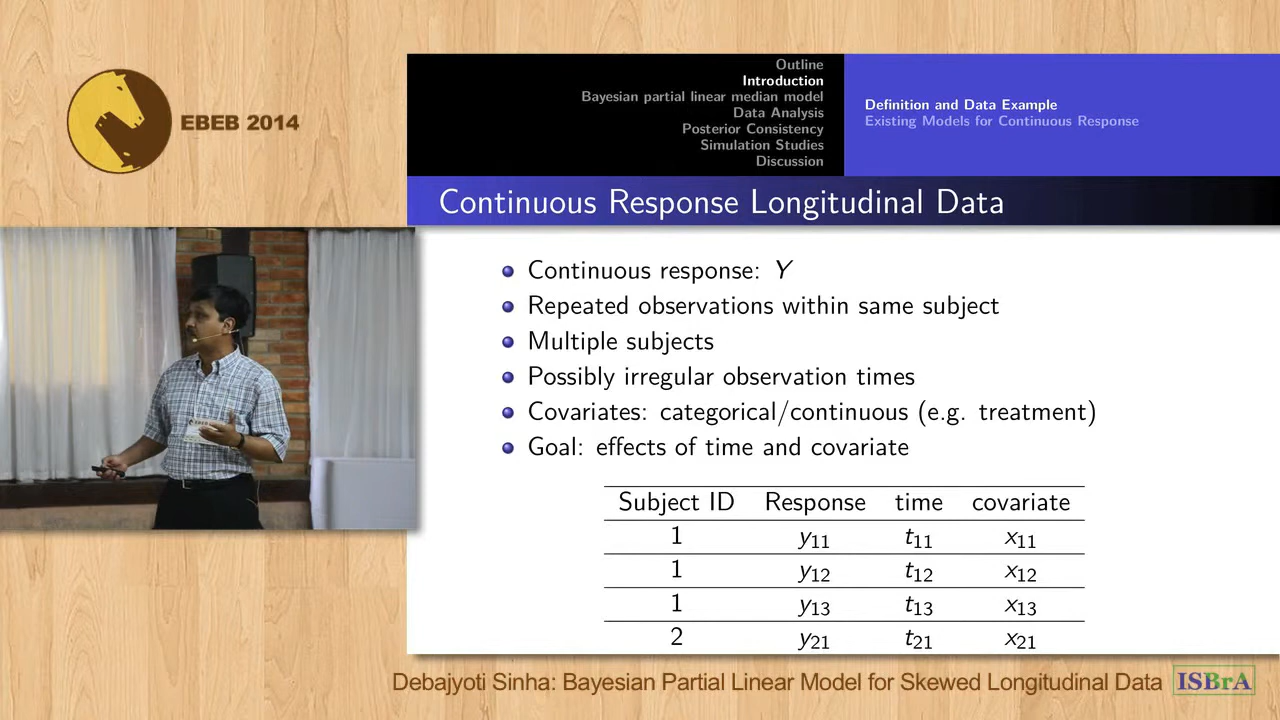 EBEB 2014
Outline
Introduction
Bayesian partial linear median model
Data Analysis
Posterior Consistency
Simulation Studies
Discussion
Definition and Data Example
Existing Models for Continuous Response
Continuous Response Longitudinal Data
Continuous response: Y
Repeated observations within same subject
Multiple subjects
Possibly irregular observation times
Covariates: categorical/continuous (e.g. treatment)
Goal: effects of time and covariate
Subject ID Response time covariate
1 y₁₁ t₁₁ x₁₁
1 y₁₂ t₁₂ x₁₂
1 y₁₃ t₁₃ x₁₃
2 y₂₁ t₂₁ x₂₁
Debajyoti Sinha: Bayesian Partial Linear Model for Skewed Longitudinal Data ISBrA